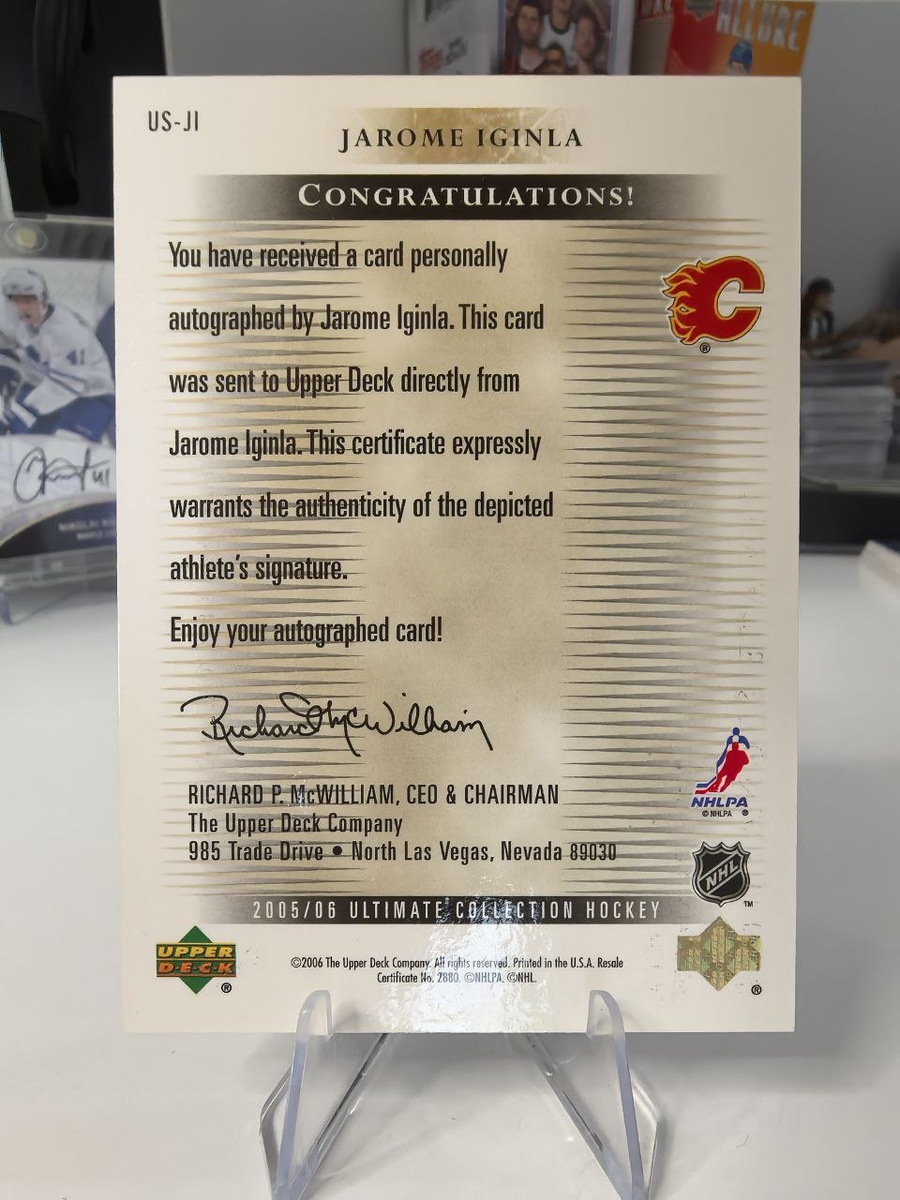 ALLURE
US-JI
JAROME IGINLA
CONGRATULATIONS!
You have received a card personally
autographed by Jarome Iginla. This card
was sent to Upper Deck directly from
Jarome Iginla. This certificate expressly
warrants the authenticity of the depicted
athlete's signature.
Enjoy your autographed card!
Richard McWilliam
RICHARD P. McWILLIAM, CEO & CHAIRMAN
The Upper Deck Company
985 Trade Drive • North Las Vegas, Nevada 89030
2005/06 ULTIMATE COLLECTION HOCKEY
UPPER
DECK
®
©2006 The Upper Deck Company. All rights reserved. Printed in the U.S.A. Resale
Certificate No. 2880. ©NHLPA. ©NHL.
C
®
NHLPA
© NHLPA ®
NHL
TM
®
41
NIKOLAI